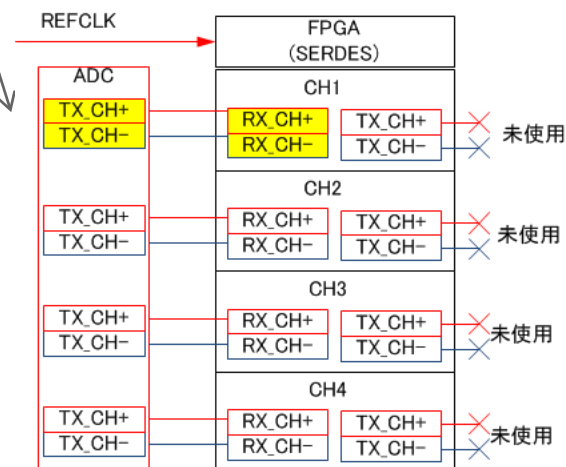 REFCLK
FPGA
(SERDES)
ADC
CH1
TX_CH+
TX_CH−
RX_CH+
RX_CH−
TX_CH+
TX_CH−
未使用
CH2
TX_CH+
TX_CH−
RX_CH+
RX_CH−
TX_CH+
TX_CH−
未使用
CH3
TX_CH+
TX_CH−
RX_CH+
RX_CH−
TX_CH+
TX_CH−
未使用
CH4
TX_CH+
TX_CH−
RX_CH+
RX_CH−
TX_CH+
TX_CH−
未使用